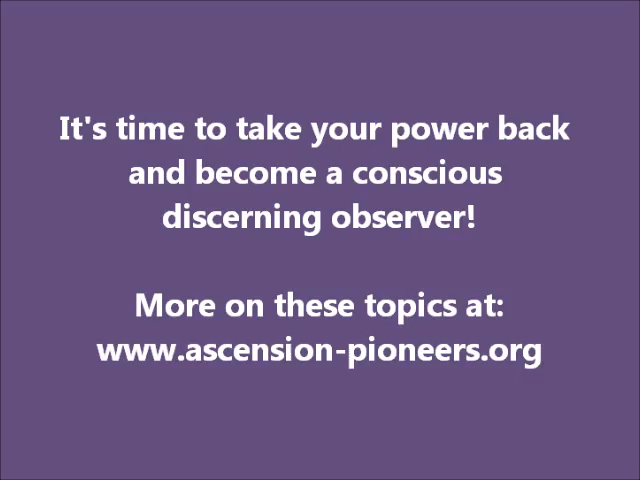 It's time to take your power back
and become a conscious
discerning observer!
More on these topics at:
www.ascension-pioneers.org